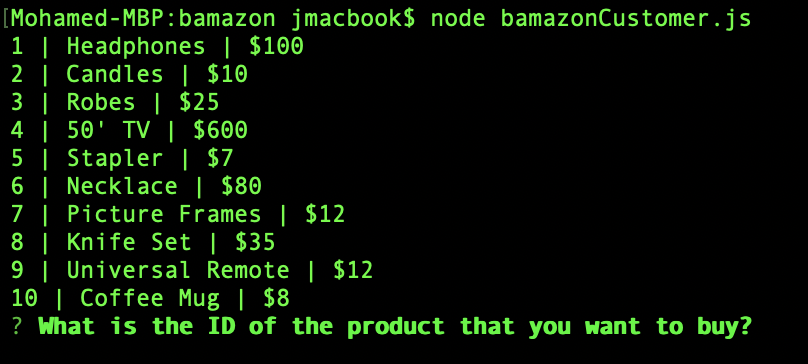 [Mohamed-MBP:bamazon jmacbook$ node bamazonCustomer.js
1 | Headphones | $100
2 | Candles | $10
3 | Robes | $25
4 | 50' TV | $600
5 | Stapler | $7
6 | Necklace | $80
7 | Picture Frames | $12
8 | Knife Set | $35
9 | Universal Remote | $12
10 | Coffee Mug | $8
? What is the ID of the product that you want to buy?